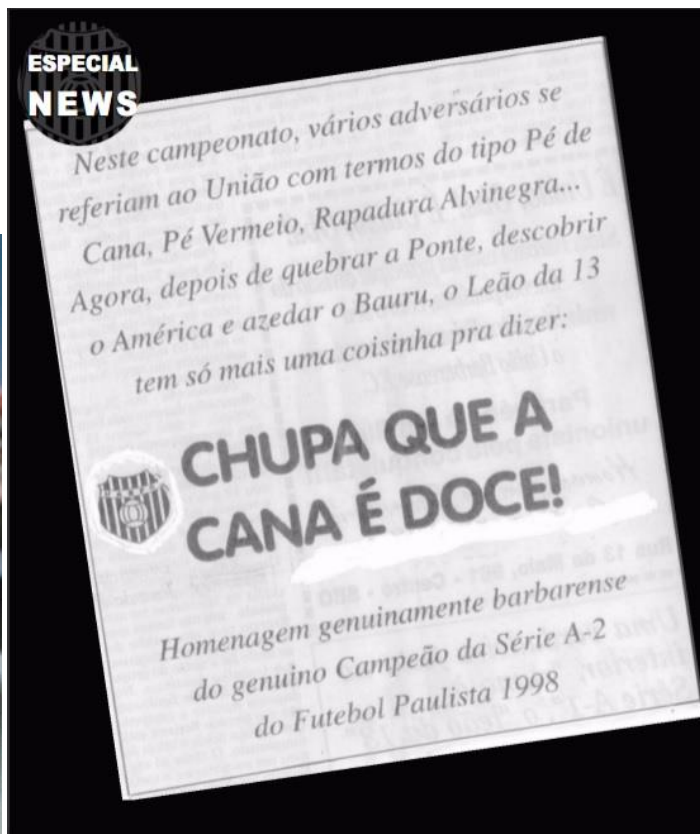 ESPECIAL
NEWS
Neste campeonato, vários adversários se
referiam ao União com termos do tipo Pé de
Cana, Pé Vermeio, Rapadura Alvinegra...
Agora, depois de quebrar a Ponte, descobrir
o América e azedar o Bauru, o Leão da 13
tem só mais uma coisinha pra dizer:
CHUPA QUE A
CANA É DOCE!
Homenagem genuinamente barbarense
do genuino Campeão da Série A-2
do Futebol Paulista 1998